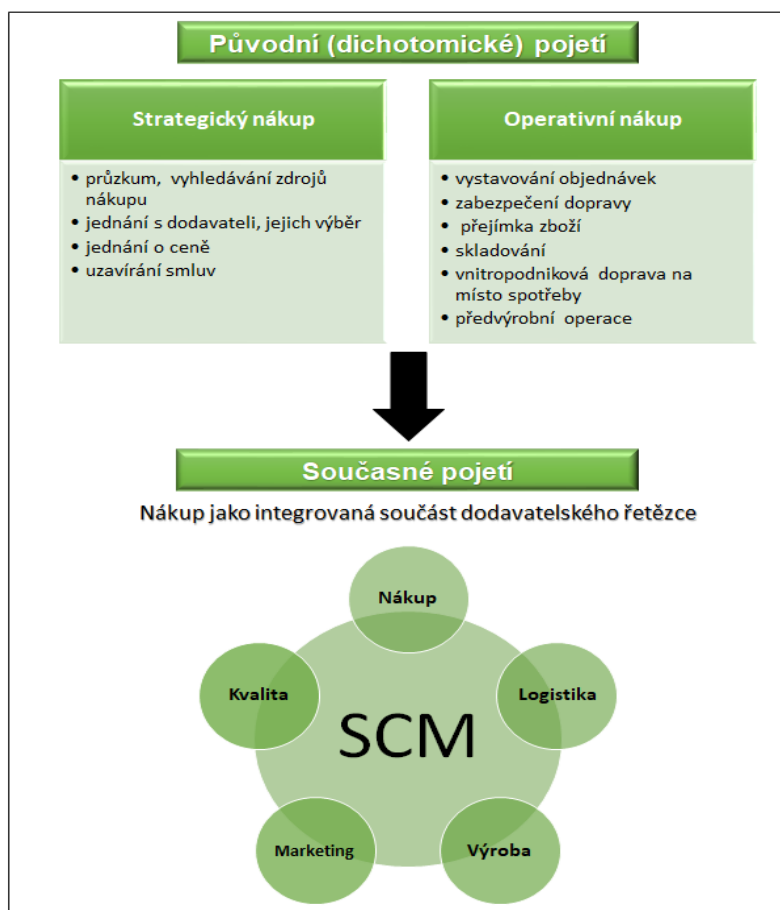 Původní (dichotomické) pojetí
Strategický nákup
• průzkum, vyhledávání zdrojů
nákupu
• jednání s dodavateli, jejich výběr
• jednání o ceně
• uzavírání smluv
Operativní nákup
• vystavování objednávek
• zabezpečení dopravy
• přejímka zboží
• skladování
• vnitropodniková doprava na
místo spotřeby
• předvýrobní operace
Současné pojetí
Nákup jako integrovaná součást dodavatelského řetězce
Nákup
Kvalita
Logistika
SCM
Marketing
Výroba